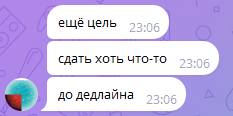 ещё цель 23:06
сдать хоть что-то 23:06
до дедлайна 23:06